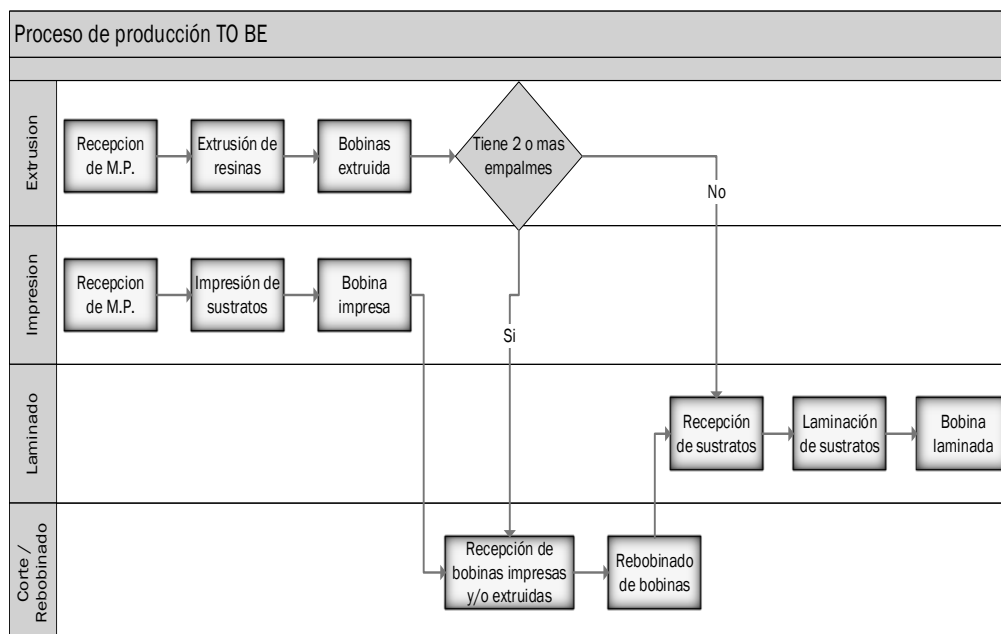 Proceso de producción TO BE
Extrusion
Recepcion
de M.P.
Extrusión de
resinas
Bobinas
extruida
Tiene 2 o mas
empalmes
No
Impresion
Recepcion
de M.P.
Impresión de
sustratos
Bobina
impresa
Si
Laminado
Recepción
de sustratos
Laminación
de sustratos
Bobina
laminada
Corte /
Rebobinado
Recepción de
bobinas impresas
y/o extruidas
Rebobinado
de bobinas